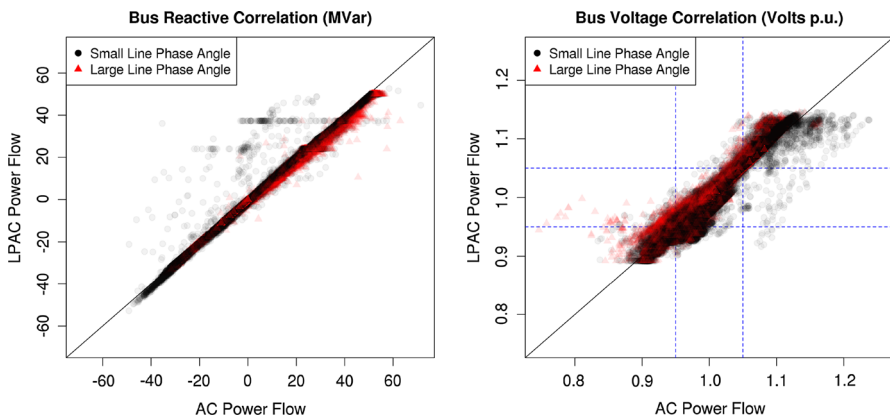 Bus Reactive Correlation (MVar)
Small Line Phase Angle
Large Line Phase Angle
LPAC Power Flow
60
40
20
0
-20
-40
-60
-60 -40 -20 0 20 40 60
AC Power Flow
Bus Voltage Correlation (Volts p.u.)
Small Line Phase Angle
Large Line Phase Angle
LPAC Power Flow
1.2
1.1
1.0
0.9
0.8
0.8 0.9 1.0 1.1 1.2
AC Power Flow